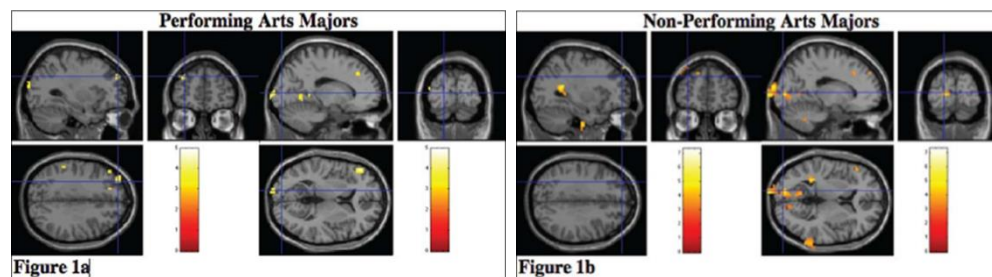 Performing Arts Majors
Figure 1a
Non-Performing Arts Majors
Figure 1b